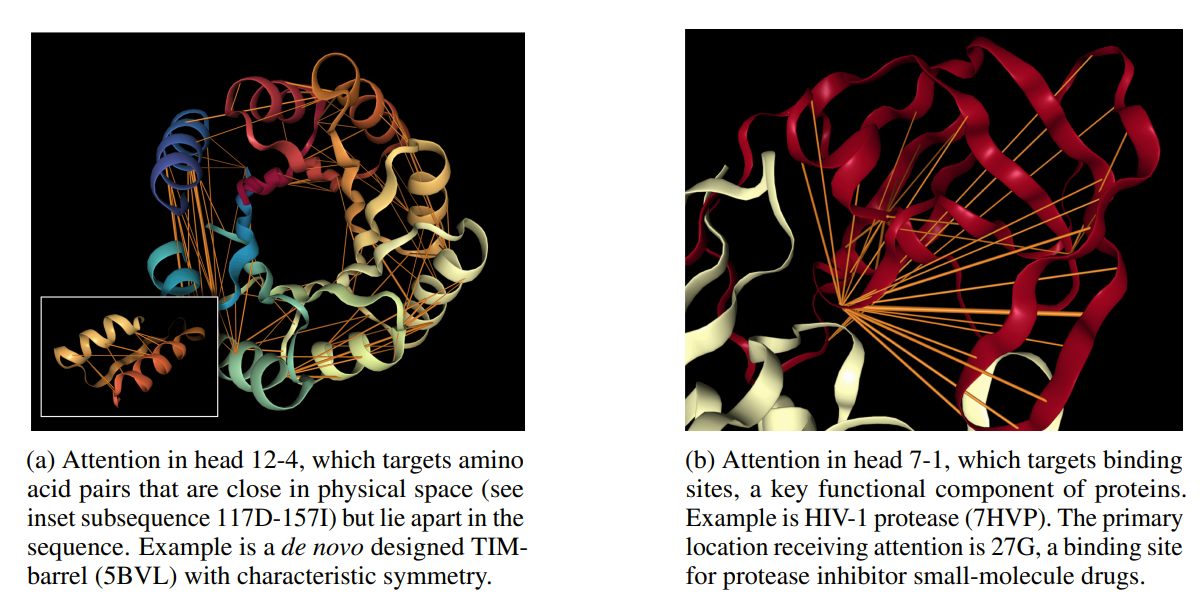 (a) Attention in head 12-4, which targets amino
acid pairs that are close in physical space (see
inset subsequence 117D-157I) but lie apart in the
sequence. Example is a de novo designed TIM-
barrel (5BVL) with characteristic symmetry.
(b) Attention in head 7-1, which targets binding
sites, a key functional component of proteins.
Example is HIV-1 protease (7HVP). The primary
location receiving attention is 27G, a binding site
for protease inhibitor small-molecule drugs.